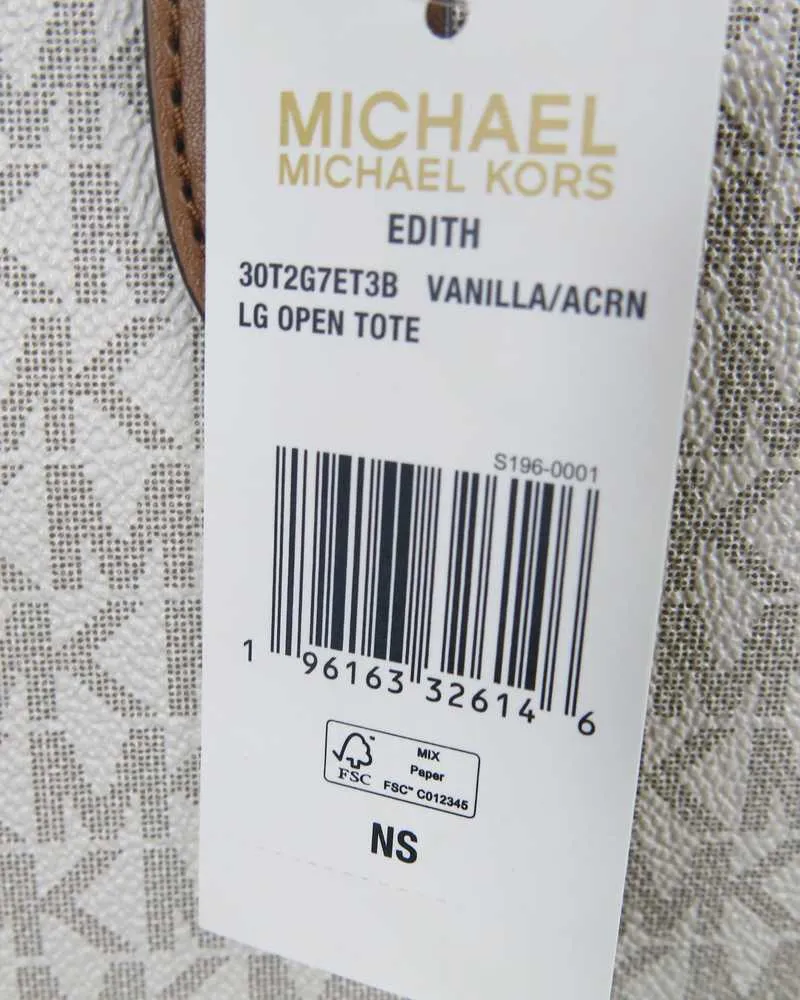 MICHAEL
MICHAEL KORS
EDITH
30T2G7ET3B VANILLA/ACRN
LG OPEN TOTE
S196-0001
1 96163 32614 6
FSC
MIX
Paper
FSC™ C012345
NS